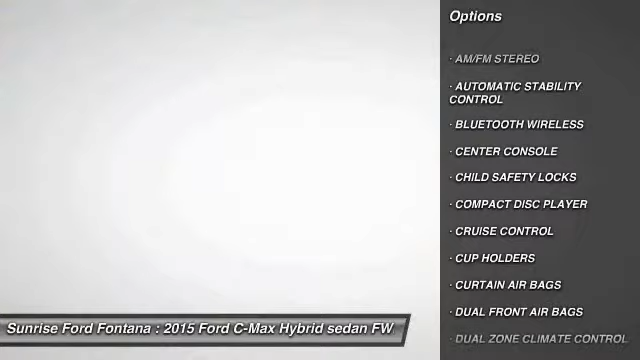 Options
· AM/FM STEREO
· AUTOMATIC STABILITY
CONTROL
· BLUETOOTH WIRELESS
· CENTER CONSOLE
· CHILD SAFETY LOCKS
· COMPACT DISC PLAYER
· CRUISE CONTROL
· CUP HOLDERS
· CURTAIN AIR BAGS
· DUAL FRONT AIR BAGS
· DUAL ZONE CLIMATE CONTROL
Sunrise Ford Fontana : 2015 Ford C-Max Hybrid sedan FW